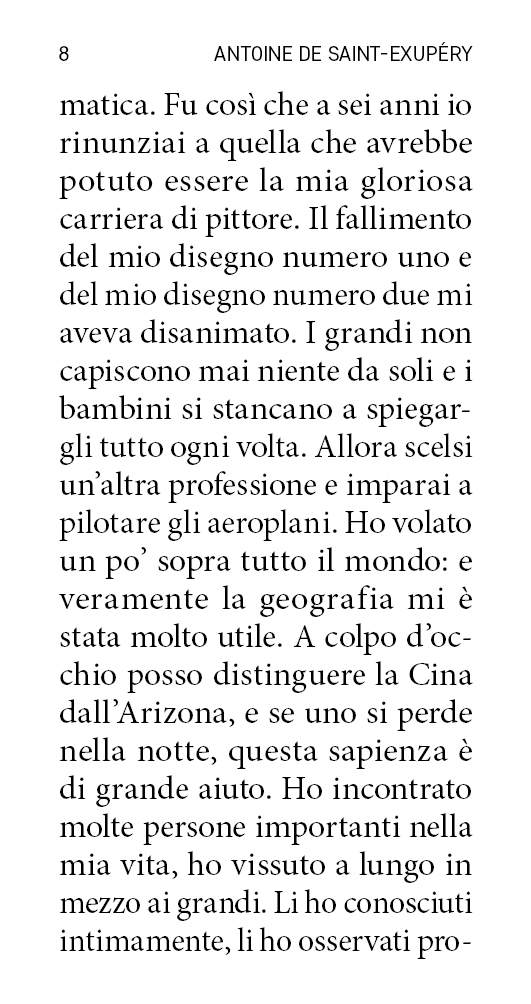 8 ANTOINE DE SAINT-EXUPÉRY
matica. Fu così che a sei anni io
rinunziai a quella che avrebbe
potuto essere la mia gloriosa
carriera di pittore. Il fallimento
del mio disegno numero uno e
del mio disegno numero due mi
aveva disanimato. I grandi non
capiscono mai niente da soli e i
bambini si stancano a spiegar-
gli tutto ogni volta. Allora scelsi
un’altra professione e imparai a
pilotare gli aeroplani. Ho volato
un po’ sopra tutto il mondo: e
veramente la geografia mi è
stata molto utile. A colpo d’oc-
chio posso distinguere la Cina
dall’Arizona, e se uno si perde
nella notte, questa sapienza è
di grande aiuto. Ho incontrato
molte persone importanti nella
mia vita, ho vissuto a lungo in
mezzo ai grandi. Li ho conosciuti
intimamente, li ho osservati pro-